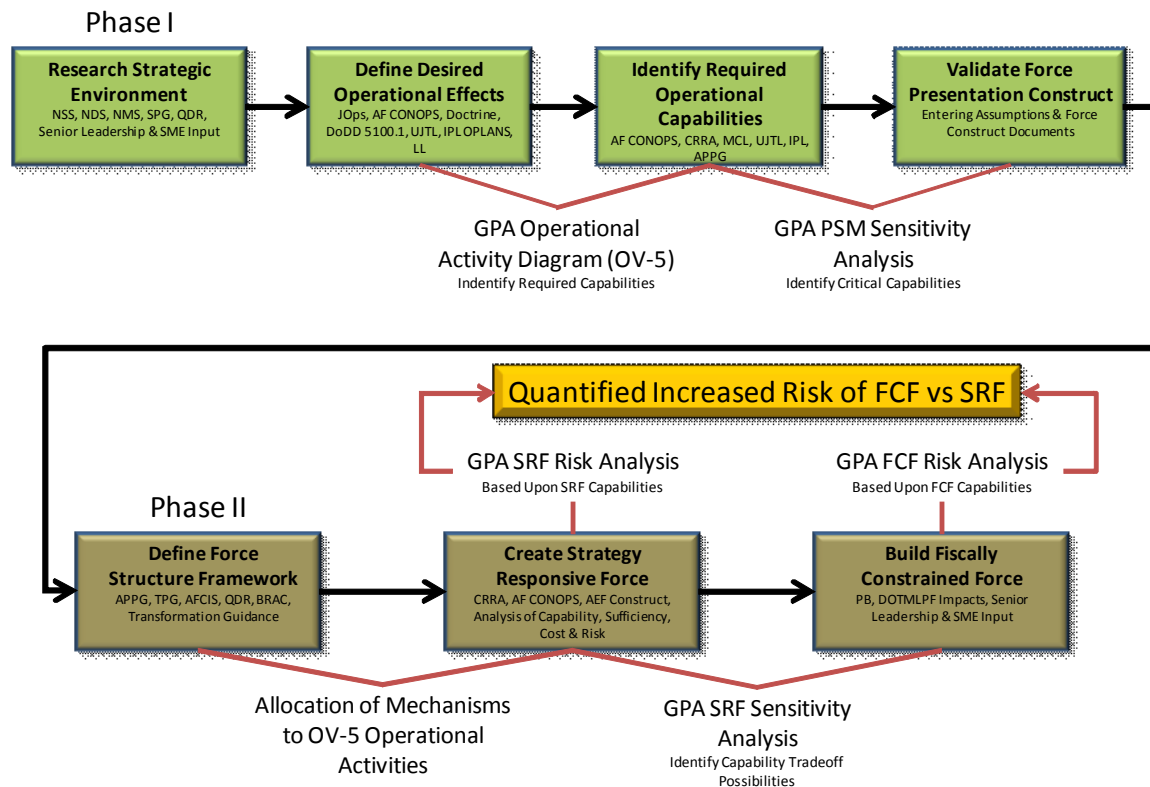 Phase I
Research Strategic
Environment
NSS, NDS, NMS, SPG, QDR,
Senior Leadership & SME Input
Define Desired
Operational Effects
JOps, AF CONOPS, Doctrine,
DoDD 5100.1, UJTL, IPL OPLANS,
LL
Identify Required
Operational
Capabilities
AF CONOPS, CRRA, MCL, UJTL, IPL,
APPG
Validate Force
Presentation Construct
Entering Assumptions & Force
Construct Documents
GPA Operational
Activity Diagram (OV-5)
Indentify Required Capabilities
GPA PSM Sensitivity
Analysis
Identify Critical Capabilities
Quantified Increased Risk of FCF vs SRF
GPA SRF Risk Analysis
Based Upon SRF Capabilities
GPA FCF Risk Analysis
Based Upon FCF Capabilities
Phase II
Define Force
Structure Framework
APPG, TPG, AFCIS, QDR, BRAC,
Transformation Guidance
Create Strategy
Responsive Force
CRRA, AF CONOPS, AEF Construct,
Analysis of Capability, Sufficiency,
Cost & Risk
Build Fiscally
Constrained Force
PB, DOTMLPF Impacts, Senior
Leadership & SME Input
Allocation of Mechanisms
to OV-5 Operational
Activities
GPA SRF Sensitivity
Analysis
Identify Capability Tradeoff
Possibilities